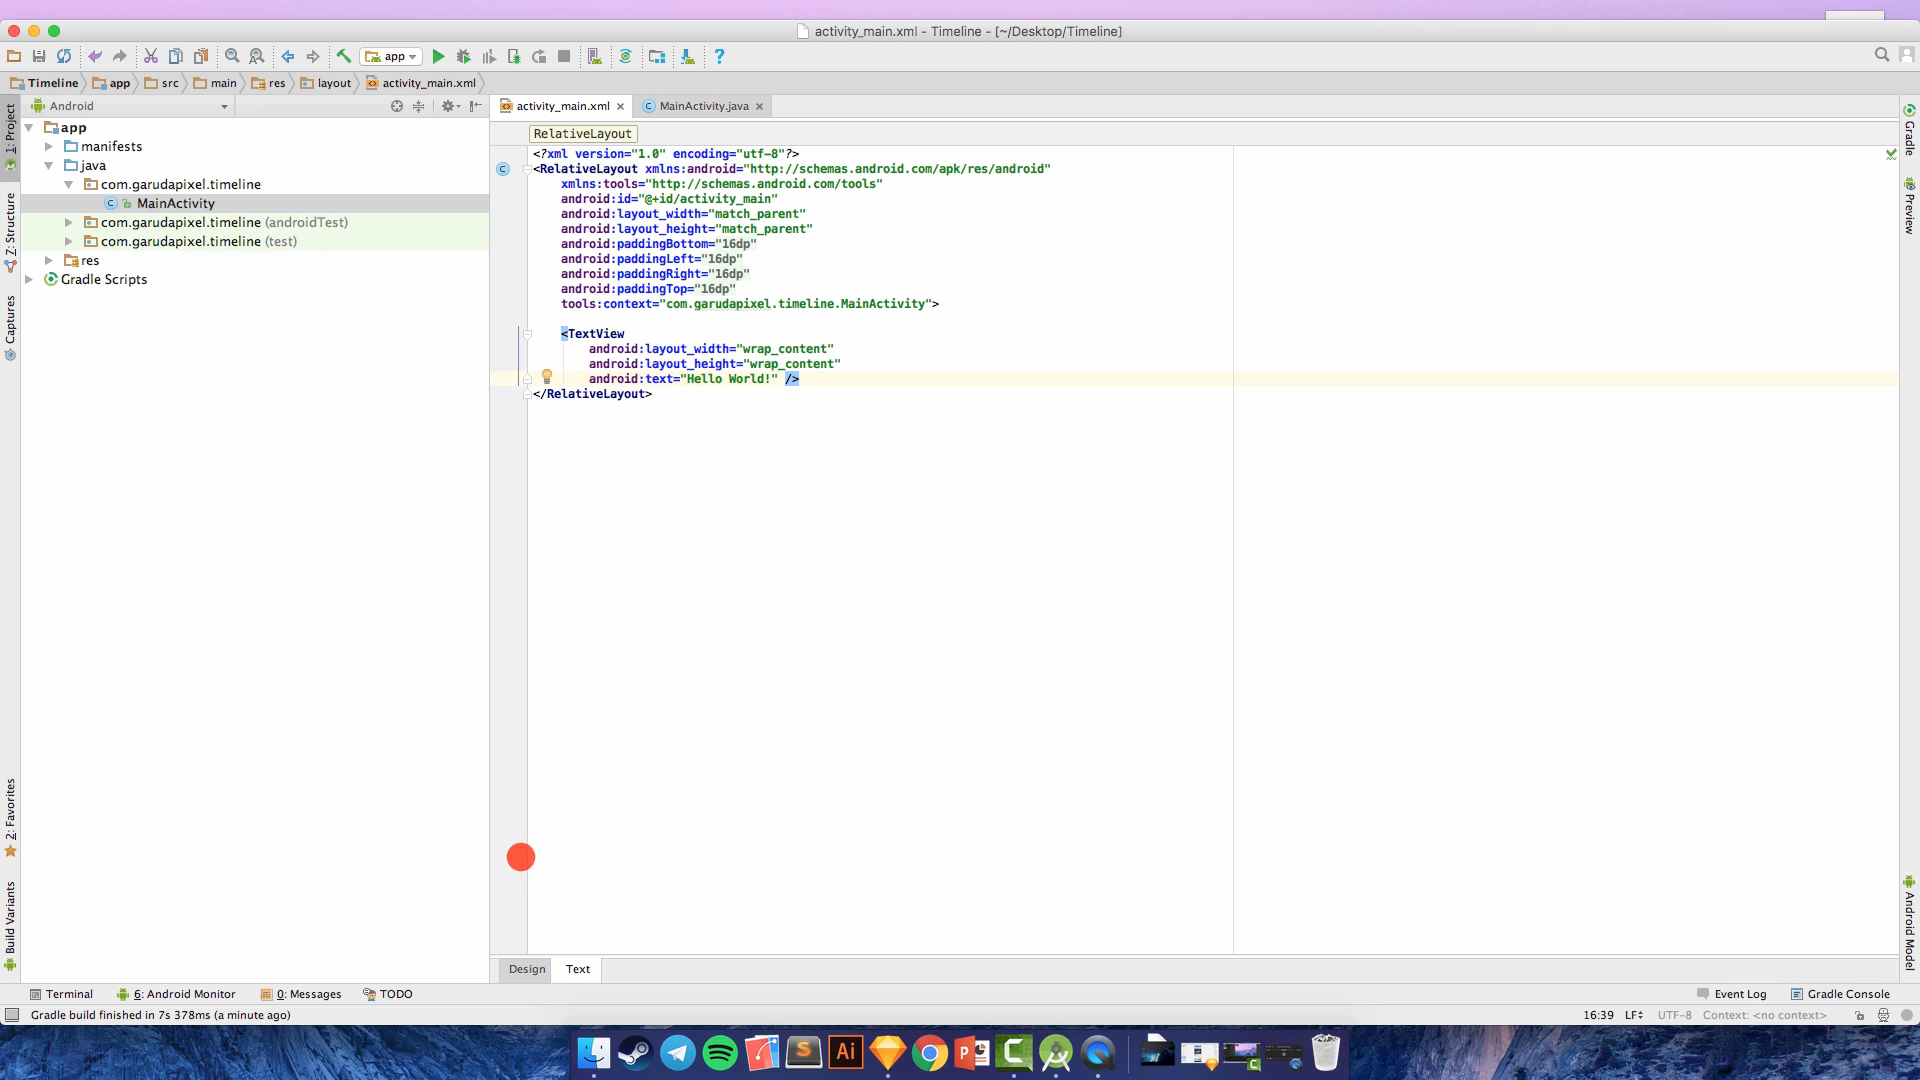 activity_main.xml - Timeline - [~/Desktop/Timeline]
app
Timeline app src main res layout activity_main.xml
Android
activity_main.xml MainActivity.java
1: Project
Z: Structure
Captures
2: Favorites
Build Variants
app
manifests
java
com.garudapixel.timeline
MainActivity
com.garudapixel.timeline (androidTest)
com.garudapixel.timeline (test)
res
Gradle Scripts
RelativeLayout
<?xml version="1.0" encoding="utf-8"?>
<RelativeLayout xmlns:android="http://schemas.android.com/apk/res/android"
xmlns:tools="http://schemas.android.com/tools"
android:id="@+id/activity_main"
android:layout_width="match_parent"
android:layout_height="match_parent"
android:paddingBottom="16dp"
android:paddingLeft="16dp"
android:paddingRight="16dp"
android:paddingTop="16dp"
tools:context="com.garudapixel.timeline.MainActivity">
<TextView
android:layout_width="wrap_content"
android:layout_height="wrap_content"
android:text="Hello World!" />
</RelativeLayout>
Gradle
Preview
Android Model
Design Text
Terminal 6: Android Monitor 0: Messages TODO Event Log Gradle Console
Gradle build finished in 7s 378ms (a minute ago) 16:39 LF UTF-8 Context: <no context>
S Ai P C